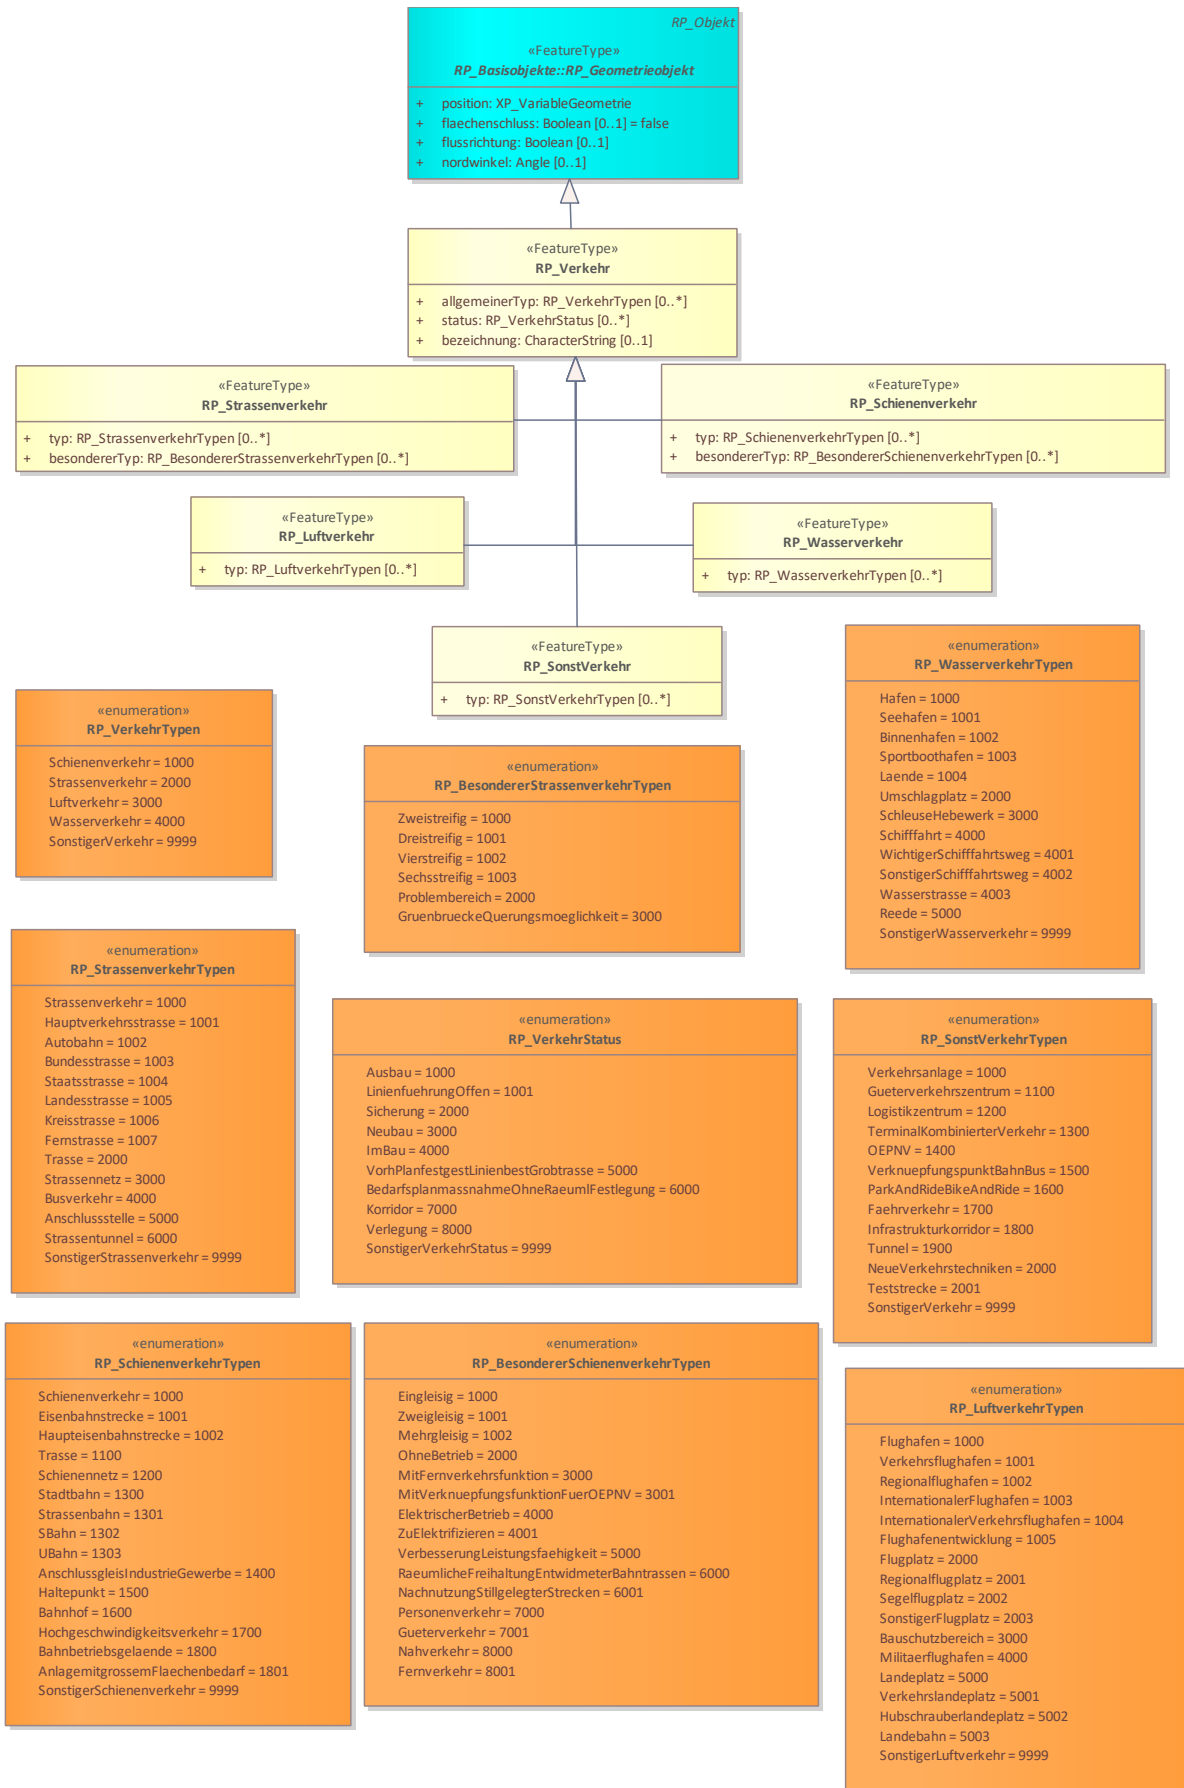 RP_Objekt
«FeatureType»
RP_Basisobjekte::RP_Geometrieobjekt
+ position: XP_VariableGeometrie
+ flaechenschluss: Boolean [0..1] = false
+ flussrichtung: Boolean [0..1]
+ nordwinkel: Angle [0..1]
«FeatureType»
RP_Verkehr
+ allgemeinerTyp: RP_VerkehrTypen [0..*]
+ status: RP_VerkehrStatus [0..*]
+ bezeichnung: CharacterString [0..1]
«FeatureType»
RP_Strassenverkehr
+ typ: RP_StrassenverkehrTypen [0..*]
+ besondererTyp: RP_BesondererStrassenverkehrTypen [0..*]
«FeatureType»
RP_Schienenverkehr
+ typ: RP_SchienenverkehrTypen [0..*]
+ besondererTyp: RP_BesondererSchienenverkehrTypen [0..*]
«FeatureType»
RP_Luftverkehr
+ typ: RP_LuftverkehrTypen [0..*]
«FeatureType»
RP_Wasserverkehr
+ typ: RP_WasserverkehrTypen [0..*]
«FeatureType»
RP_SonstVerkehr
+ typ: RP_SonstVerkehrTypen [0..*]
«enumeration»
RP_WasserverkehrTypen
Hafen = 1000
Seehafen = 1001
Binnenhafen = 1002
Sportboothafen = 1003
Laende = 1004
Umschlagplatz = 2000
SchleuseHebewerk = 3000
Schifffahrt = 4000
WichtigerSchifffahrtsweg = 4001
SonstigerSchifffahrtsweg = 4002
Wasserstrasse = 4003
Reede = 5000
SonstigerWasserverkehr = 9999
«enumeration»
RP_VerkehrTypen
Schienenverkehr = 1000
Strassenverkehr = 2000
Luftverkehr = 3000
Wasserverkehr = 4000
SonstigerVerkehr = 9999
«enumeration»
RP_BesondererStrassenverkehrTypen
Zweistreifig = 1000
Dreistreifig = 1001
Vierstreifig = 1002
Sechsstreifig = 1003
Problembereich = 2000
GruenbrueckeQuerungsmoeglichkeit = 3000
«enumeration»
RP_StrassenverkehrTypen
Strassenverkehr = 1000
Hauptverkehrsstrasse = 1001
Autobahn = 1002
Bundesstrasse = 1003
Staatsstrasse = 1004
Landesstrasse = 1005
Kreisstrasse = 1006
Fernstrasse = 1007
Trasse = 2000
Strassennetz = 3000
Busverkehr = 4000
Anschlussstelle = 5000
Strassentunnel = 6000
SonstigerStrassenverkehr = 9999
«enumeration»
RP_VerkehrStatus
Ausbau = 1000
LinienfuehrungOffen = 1001
Sicherung = 2000
Neubau = 3000
ImBau = 4000
VorhPlanfestgestLinienbestGrobtrasse = 5000
BedarfsplanmassnahmeOhneRaeumlFestlegung = 6000
Korridor = 7000
Verlegung = 8000
SonstigerVerkehrStatus = 9999
«enumeration»
RP_SonstVerkehrTypen
Verkehrsanlage = 1000
Gueterverkehrszentrum = 1100
Logistikzentrum = 1200
TerminalKombinierterVerkehr = 1300
OEPNV = 1400
VerknuepfungspunktBahnBus = 1500
ParkAndRideBikeAndRide = 1600
Faehrverkehr = 1700
Infrastrukturkorridor = 1800
Tunnel = 1900
NeueVerkehrstechniken = 2000
Teststrecke = 2001
SonstigerVerkehr = 9999
«enumeration»
RP_SchienenverkehrTypen
Schienenverkehr = 1000
Eisenbahnstrecke = 1001
Haupteisenbahnstrecke = 1002
Trasse = 1100
Schienennetz = 1200
Stadtbahn = 1300
Strassenbahn = 1301
SBahn = 1302
UBahn = 1303
AnschlussgleisIndustrieGewerbe = 1400
Haltepunkt = 1500
Bahnhof = 1600
Hochgeschwindigkeitsverkehr = 1700
Bahnbetriebsgelaende = 1800
AnlagemitgrossemFlaechenbedarf = 1801
SonstigerSchienenverkehr = 9999
«enumeration»
RP_BesondererSchienenverkehrTypen
Eingleisig = 1000
Zweigleisig = 1001
Mehrgleisig = 1002
OhneBetrieb = 2000
MitFernverkehrsfunktion = 3000
MitVerknuepfungsfunktionFuerOEPNV = 3001
ElektrischerBetrieb = 4000
ZuElektrifizieren = 4001
VerbesserungLeistungsfaehigkeit = 5000
RaeumlicheFreihaltungEntwidmeterBahntrassen = 6000
NachnutzungStillgelegterStrecken = 6001
Personenverkehr = 7000
Gueterverkehr = 7001
Nahverkehr = 8000
Fernverkehr = 8001
«enumeration»
RP_LuftverkehrTypen
Flughafen = 1000
Verkehrsflughafen = 1001
Regionalflughafen = 1002
InternationalerFlughafen = 1003
InternationalerVerkehrsflughafen = 1004
Flughafenentwicklung = 1005
Flugplatz = 2000
Regionalflugplatz = 2001
Segelflugplatz = 2002
SonstigerFlugplatz = 2003
Bauschutzbereich = 3000
Militaerflughafen = 4000
Landeplatz = 5000
Verkehrslandeplatz = 5001
Hubschrauberlandeplatz = 5002
Landebahn = 5003
SonstigerLuftverkehr = 9999